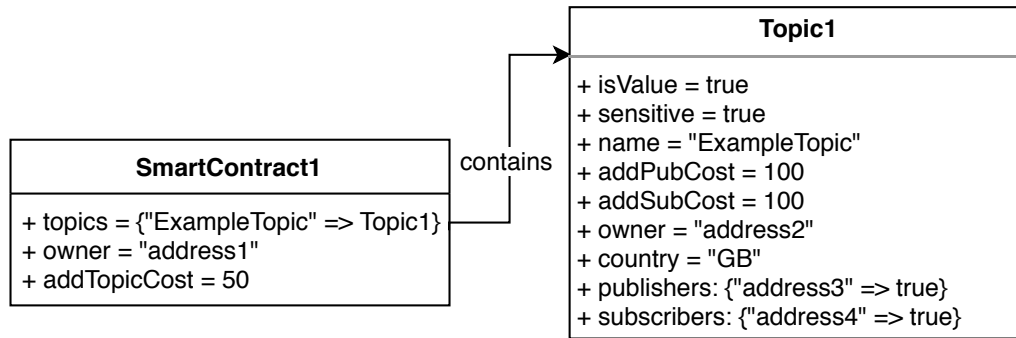 SmartContract1
+ topics = {"ExampleTopic" => Topic1}
+ owner = "address1"
+ addTopicCost = 50
contains
Topic1
+ isValue = true
+ sensitive = true
+ name = "ExampleTopic"
+ addPubCost = 100
+ addSubCost = 100
+ owner = "address2"
+ country = "GB"
+ publishers: {"address3" => true}
+ subscribers: {"address4" => true}